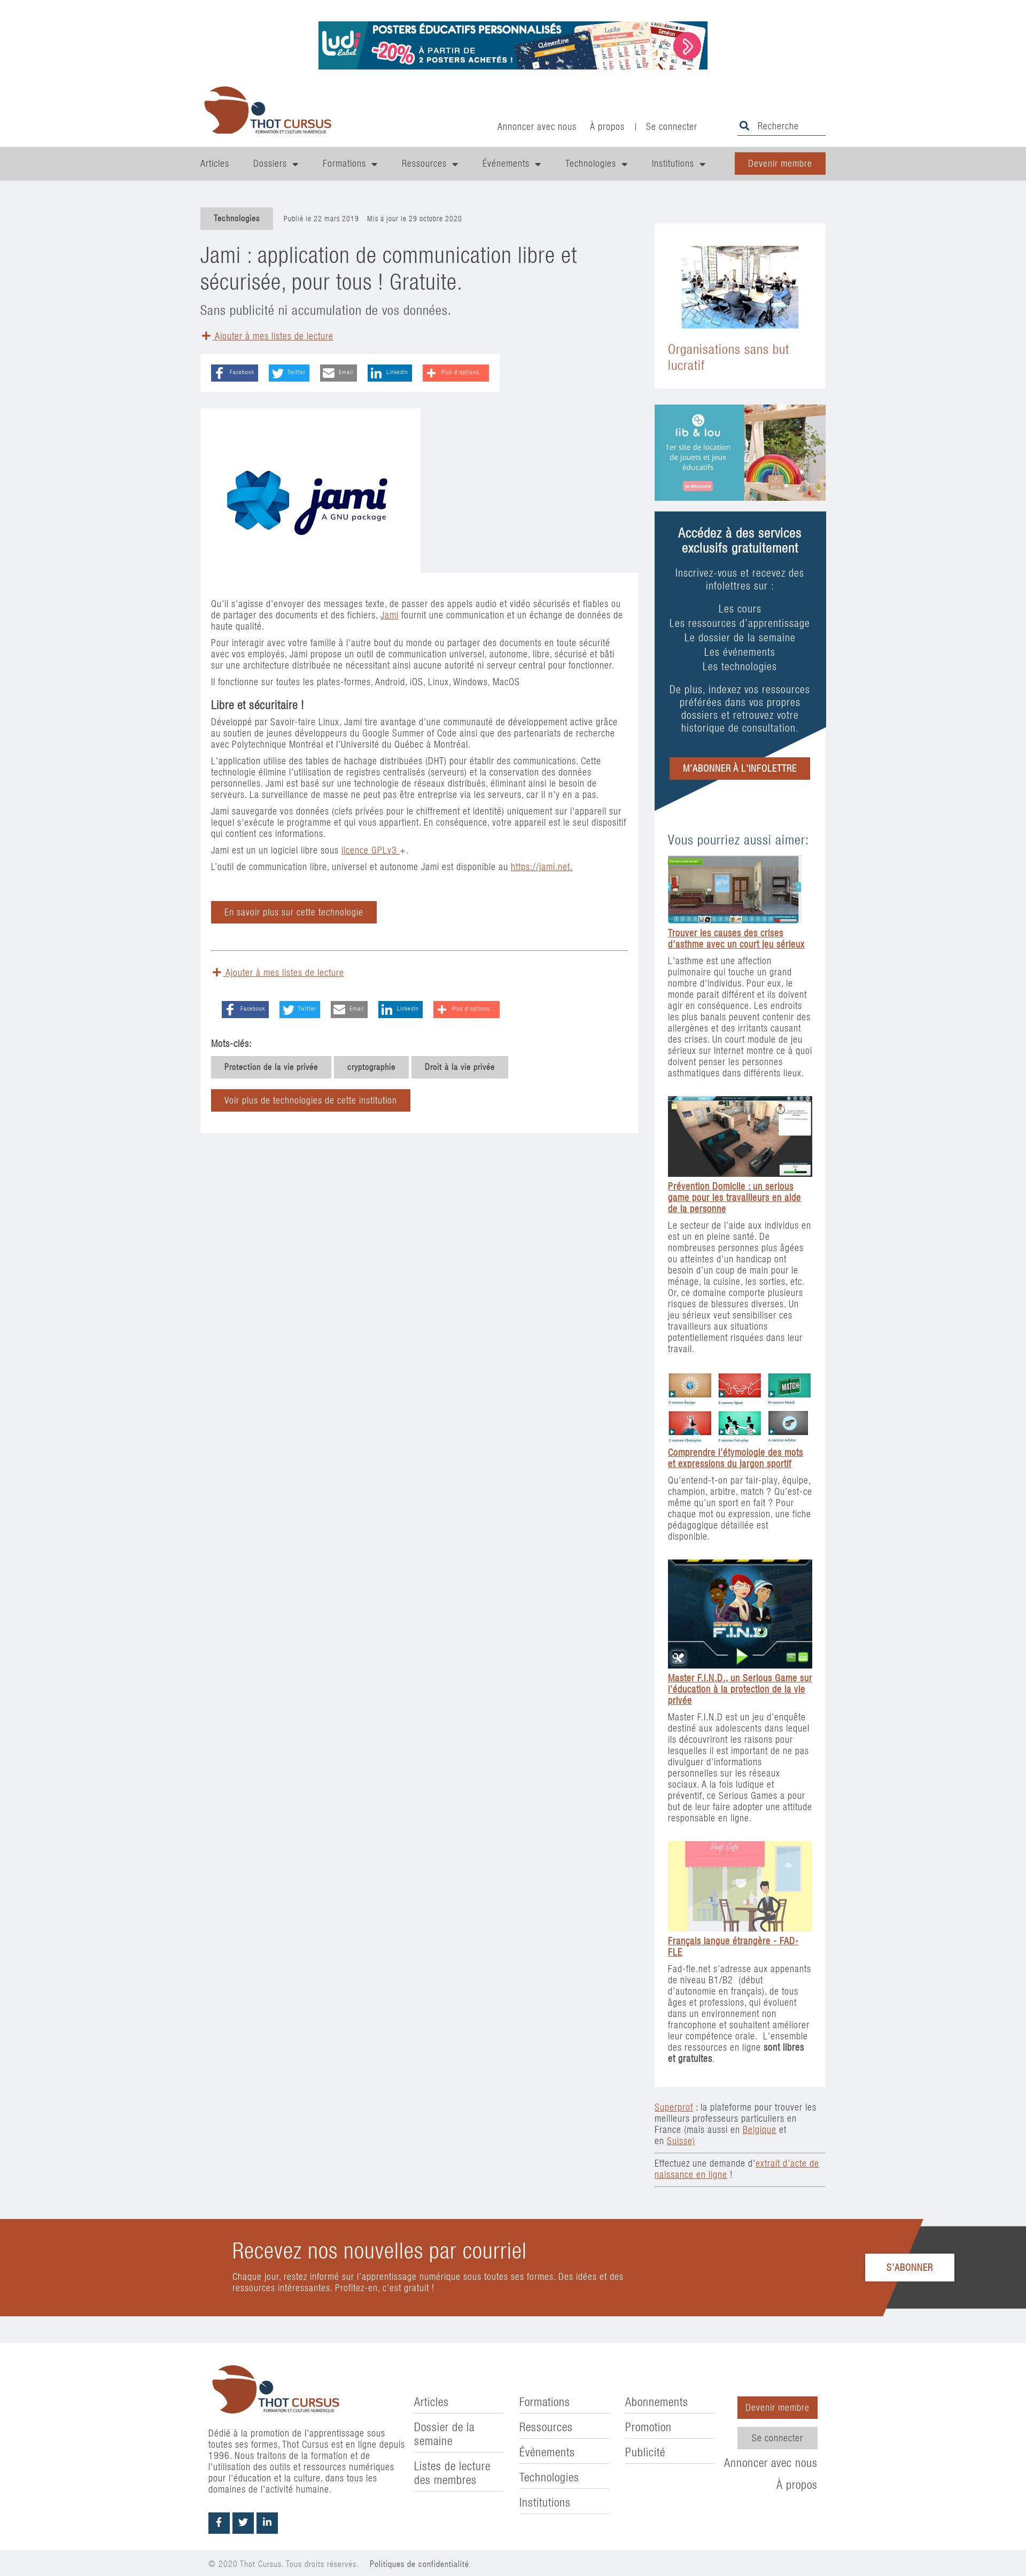 Ludi Label
POSTERS ÉDUCATIFS PERSONNALISÉS
-20% À PARTIR DE
2 POSTERS ACHETÉS !
Clémentine
Lucile
Gaspard
THOT CURSUS
FORMATION ET CULTURE NUMÉRIQUE
Annoncer avec nous À propos | Se connecter Recherche
Articles Dossiers Formations Ressources Événements Technologies Institutions Devenir membre
Technologies Publié le 22 mars 2019 Mis à jour le 29 octobre 2020
Jami : application de communication libre et
sécurisée, pour tous ! Gratuite.
Sans publicité ni accumulation de vos données.
Ajouter à mes listes de lecture
Facebook Twitter Email LinkedIn Plus d'options...
jami
A GNU package
Qu'il s'agisse d'envoyer des messages texte, de passer des appels audio et vidéo sécurisés et fiables ou
de partager des documents et des fichiers, Jami fournit une communication et un échange de données de
haute qualité.
Pour interagir avec votre famille à l'autre bout du monde ou partager des documents en toute sécurité
avec vos employés, Jami propose un outil de communication universel, autonome, libre, sécurisé et bâti
sur une architecture distribuée ne nécessitant ainsi aucune autorité ni serveur central pour fonctionner.
Il fonctionne sur toutes les plates-formes, Android, iOS, Linux, Windows, MacOS
Libre et sécuritaire !
Développé par Savoir-faire Linux, Jami tire avantage d'une communauté de développement active grâce
au soutien de jeunes développeurs du Google Summer of Code ainsi que des partenariats de recherche
avec Polytechnique Montréal et l'Université du Québec à Montréal.
L'application utilise des tables de hachage distribuées (DHT) pour établir des communications. Cette
technologie élimine l'utilisation de registres centralisés (serveurs) et la conservation des données
personnelles. Jami est basé sur une technologie de réseaux distribués, éliminant ainsi le besoin de
serveurs. La surveillance de masse ne peut pas être entreprise via les serveurs, car il n'y en a pas.
Jami sauvegarde vos données (clefs privées pour le chiffrement et identité) uniquement sur l'appareil sur
lequel s'exécute le programme et qui vous appartient. En conséquence, votre appareil est le seul dispositif
qui contient ces informations.
Jami est un un logiciel libre sous licence GPLv3 +.
L'outil de communication libre, universel et autonome Jami est disponible au https://jami.net.
En savoir plus sur cette technologie
Ajouter à mes listes de lecture
Facebook Twitter Email LinkedIn Plus d'options...
Mots-clés:
Protection de la vie privée cryptographie Droit à la vie privée
Voir plus de technologies de cette institution
Organisations sans but
lucratif
lib & lou
1er site de location
de jouets et jeux
éducatifs
je découvre
Accédez à des services
exclusifs gratuitement
Inscrivez-vous et recevez des
infolettres sur :
Les cours
Les ressources d'apprentissage
Le dossier de la semaine
Les événements
Les technologies
De plus, indexez vos ressources
préférées dans vos propres
dossiers et retrouvez votre
historique de consultation.
M'ABONNER À L'INFOLETTRE
Vous pourriez aussi aimer:
Trouver les causes des crises
d'asthme avec un court jeu sérieux
L'asthme est une affection
pulmonaire qui touche un grand
nombre d'individus. Pour eux, le
monde parait différent et ils doivent
agir en conséquence. Les endroits
les plus banals peuvent contenir des
allergènes et des irritants causant
des crises. Un court module de jeu
sérieux sur Internet montre ce à quoi
doivent penser les personnes
asthmatiques dans différents lieux.
Prévention Domicile : un serious
game pour les travailleurs en aide
de la personne
Le secteur de l'aide aux individus en
est un en pleine santé. De
nombreuses personnes plus âgées
ou atteintes d'un handicap ont
besoin d'un coup de main pour le
ménage, la cuisine, les sorties, etc.
Or, ce domaine comporte plusieurs
risques de blessures diverses. Un
jeu sérieux veut sensibiliser ces
travailleurs aux situations
potentiellement risquées dans leur
travail.
MATCH
Comprendre l'étymologie des mots
et expressions du jargon sportif
Qu'entend-t-on par fair-play, équipe,
champion, arbitre, match ? Qu'est-ce
même qu'un sport en fait ? Pour
chaque mot ou expression, une fiche
pédagogique détaillée est
disponible.
MASTER
F.I.N.D
Master F.I.N.D., un Serious Game sur
l'éducation à la protection de la vie
privée
Master F.I.N.D est un jeu d'enquête
destiné aux adolescents dans lequel
ils découvriront les raisons pour
lesquelles il est important de ne pas
divulguer d'informations
personnelles sur les réseaux
sociaux. A la fois ludique et
préventif, ce Serious Games a pour
but de leur faire adopter une attitude
responsable en ligne.
Français langue étrangère - FAD-
FLE
Fad-fle.net s'adresse aux appenants
de niveau B1/B2 (début
d'autonomie en français), de tous
âges et professions, qui évoluent
dans un environnement non
francophone et souhaitent améliorer
leur compétence orale. L'ensemble
des ressources en ligne sont libres
et gratuites.
Superprof : la plateforme pour trouver les
meilleurs professeurs particuliers en
France (mais aussi en Belgique et
en Suisse)
Effectuez une demande d'extrait d'acte de
naissance en ligne !
Recevez nos nouvelles par courriel
Chaque jour, restez informé sur l'apprentissage numérique sous toutes ses formes. Des idées et des
ressources intéressantes. Profitez-en, c'est gratuit !
S'ABONNER
THOT CURSUS
FORMATION ET CULTURE NUMÉRIQUE
Dédié à la promotion de l'apprentissage sous
toutes ses formes, Thot Cursus est en ligne depuis
1996. Nous traitons de la formation et de
l'utilisation des outils et ressources numériques
pour l'éducation et la culture, dans tous les
domaines de l'activité humaine.
Articles
Dossier de la
semaine
Listes de lecture
des membres
Formations
Ressources
Événements
Technologies
Institutions
Abonnements
Promotion
Publicité
Devenir membre
Se connecter
Annoncer avec nous
À propos
© 2020 Thot Cursus. Tous droits réservés. Politiques de confidentialité